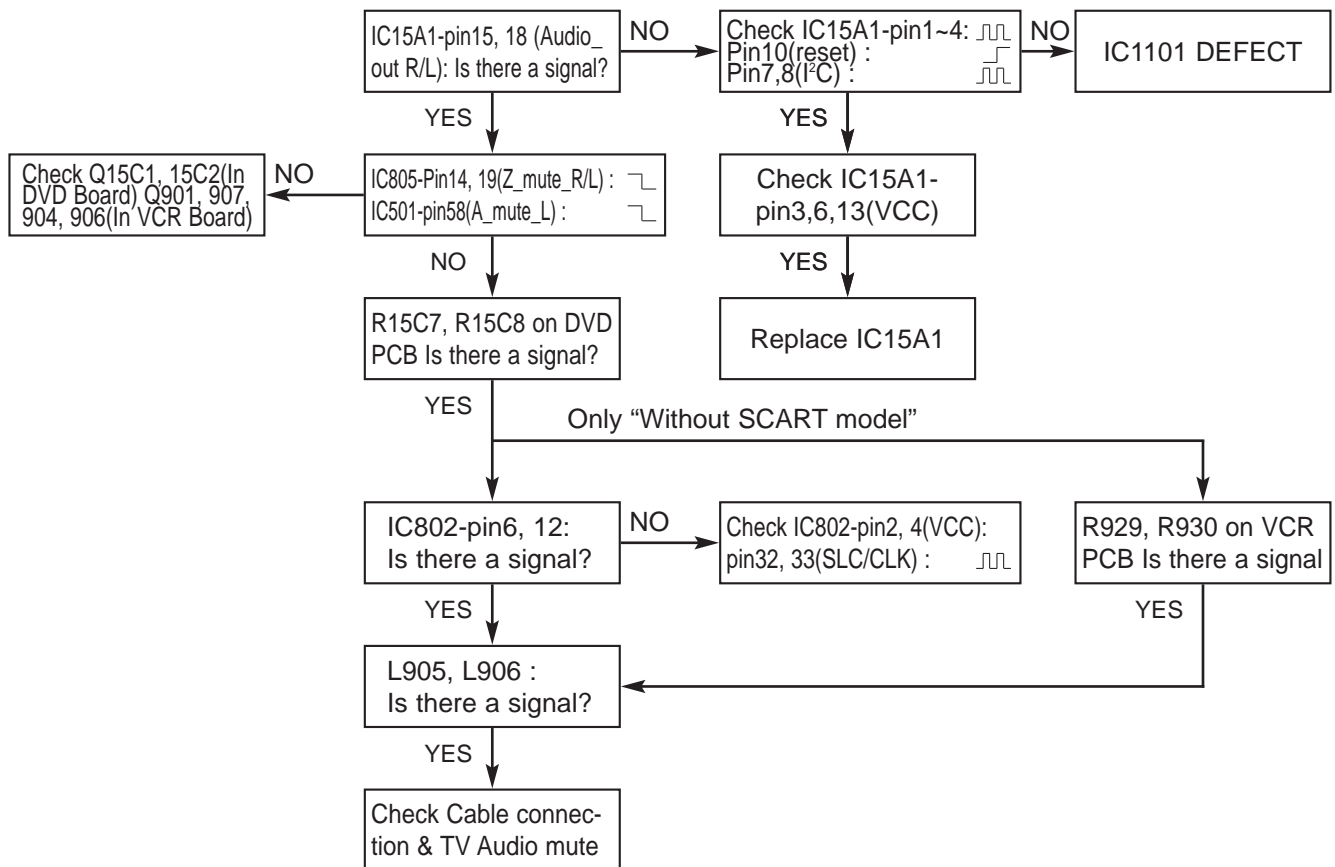 IC15A1-pin15, 18 (Audio_
out R/L): Is there a signal?
NO
Check IC15A1-pin1~4:
Pin10(reset) :
Pin7,8(I²C) :
NO
IC1101 DEFECT
YES
YES
Check Q15C1, 15C2(In
DVD Board) Q901, 907,
904, 906(In VCR Board)
NO
IC805-Pin14, 19(Z_mute_R/L) :
IC501-pin58(A_mute_L) :
Check IC15A1-
pin3,6,13(VCC)
NO
YES
R15C7, R15C8 on DVD
PCB Is there a signal?
Replace IC15A1
YES
Only “Without SCART model”
IC802-pin6, 12:
Is there a signal?
NO
Check IC802-pin2, 4(VCC):
pin32, 33(SLC/CLK) :
R929, R930 on VCR
PCB Is there a signal
YES
YES
L905, L906 :
Is there a signal?
YES
Check Cable connec-
tion & TV Audio mute